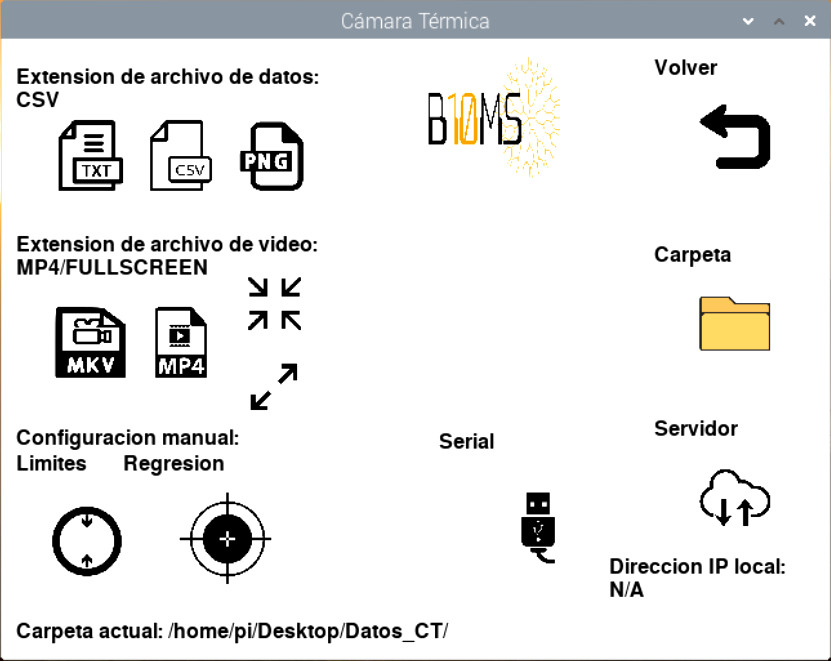 Cámara Térmica
Extension de archivo de datos:
CSV
TXT
CSV
PNG
B10MS
Volver
Extension de archivo de video:
MP4/FULLSCREEN
MKV
MP4
Carpeta
Configuracion manual:
Limites Regresion
Serial
Servidor
Direccion IP local:
N/A
Carpeta actual: /home/pi/Desktop/Datos_CT/